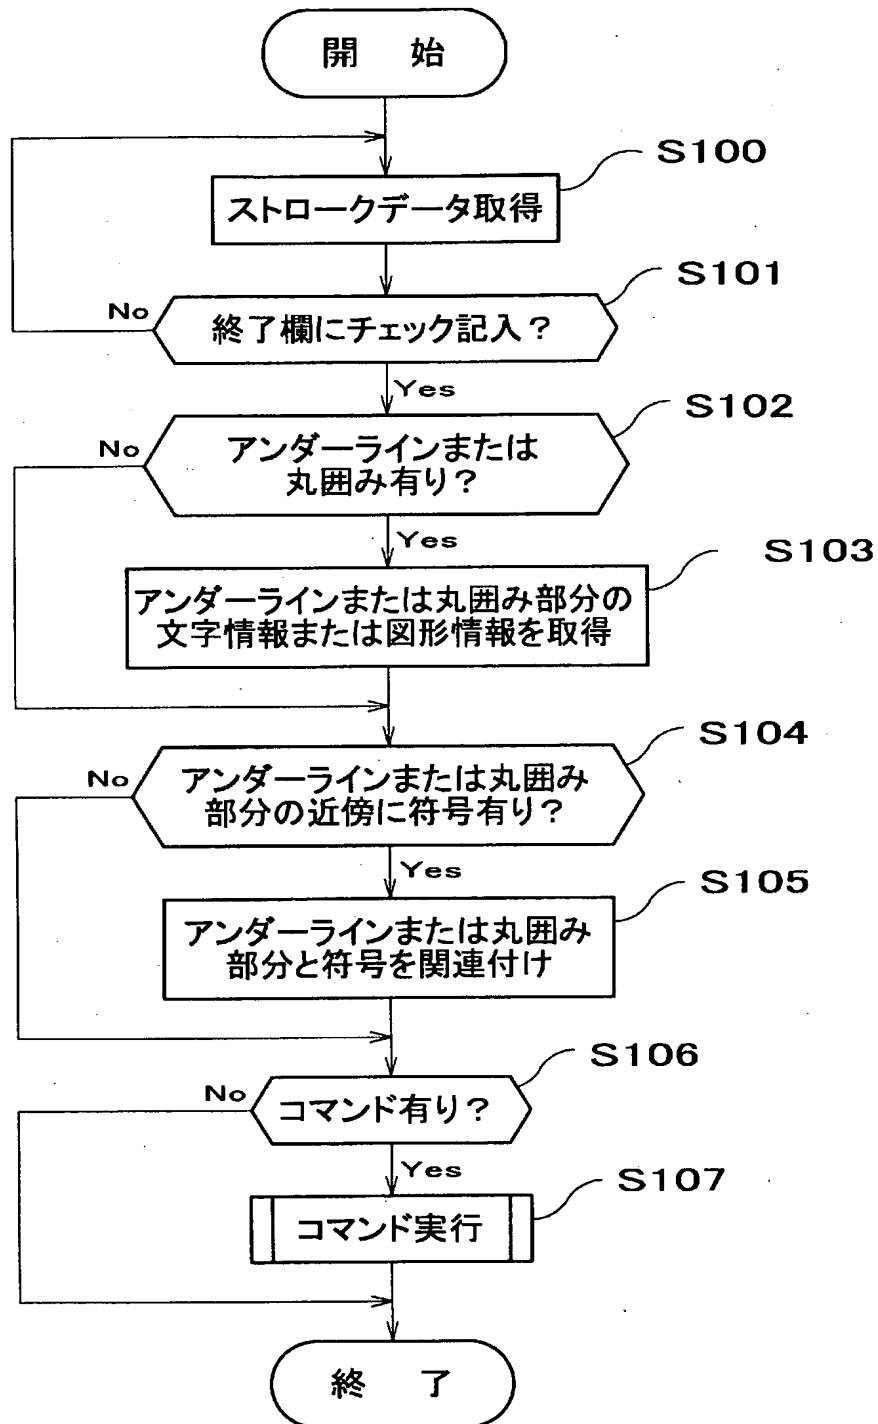 開 始
S100
ストロークデータ取得
S101
No
終了欄にチェック記入?
Yes
S102
No
アンダーラインまたは
丸囲み有り?
Yes
S103
アンダーラインまたは丸囲み部分の
文字情報または図形情報を取得
S104
No
アンダーラインまたは丸囲み
部分の近傍に符号有り?
Yes
S105
アンダーラインまたは丸囲み
部分と符号を関連付け
S106
No
コマンド有り?
Yes
S107
コマンド実行
終 了